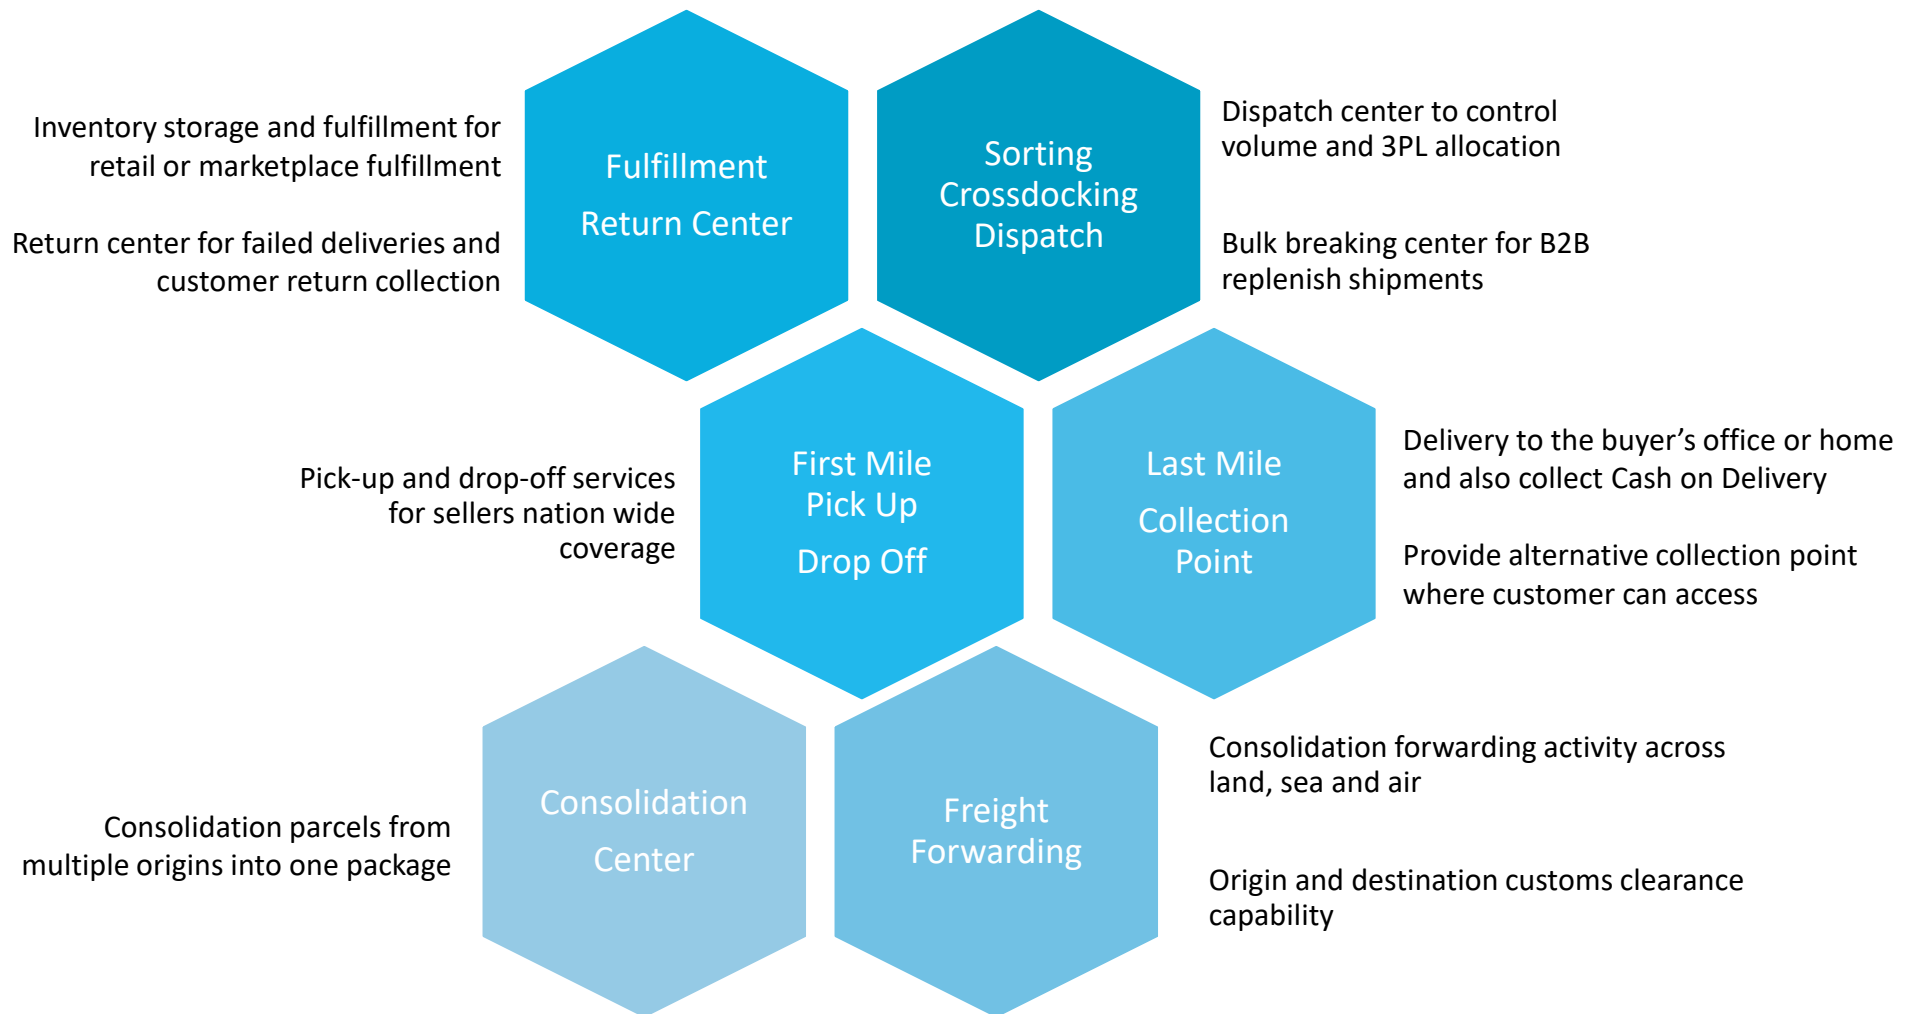 Inventory storage and fulfillment for
retail or marketplace fulfillment
Return center for failed deliveries and
customer return collection
Fulfillment
Return Center
Sorting
Crossdocking
Dispatch
Dispatch center to control
volume and 3PL allocation
Bulk breaking center for B2B
replenish shipments
Pick-up and drop-off services
for sellers nation wide
coverage
First Mile
Pick Up
Drop Off
Last Mile
Collection
Point
Delivery to the buyer’s office or home
and also collect Cash on Delivery
Provide alternative collection point
where customer can access
Consolidation parcels from
multiple origins into one package
Consolidation
Center
Freight
Forwarding
Consolidation forwarding activity across
land, sea and air
Origin and destination customs clearance
capability